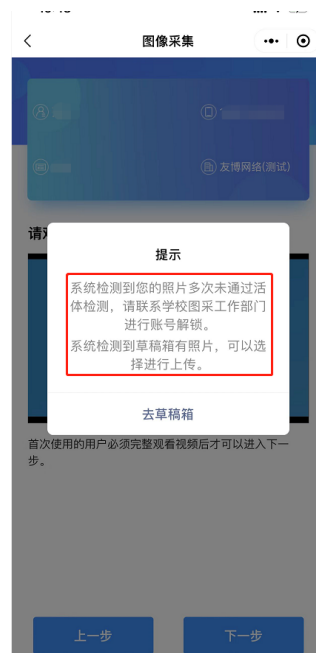 图像采集
友博网络(测试)
提示
系统检测到您的照片多次未通过活
体检测，请联系学校图采工作部门
进行账号解锁。
系统检测到草稿箱有照片，可以选
择进行上传。
去草稿箱
首次使用的用户必须完整观看视频后才可以进入下一
步。
上一步
下一步